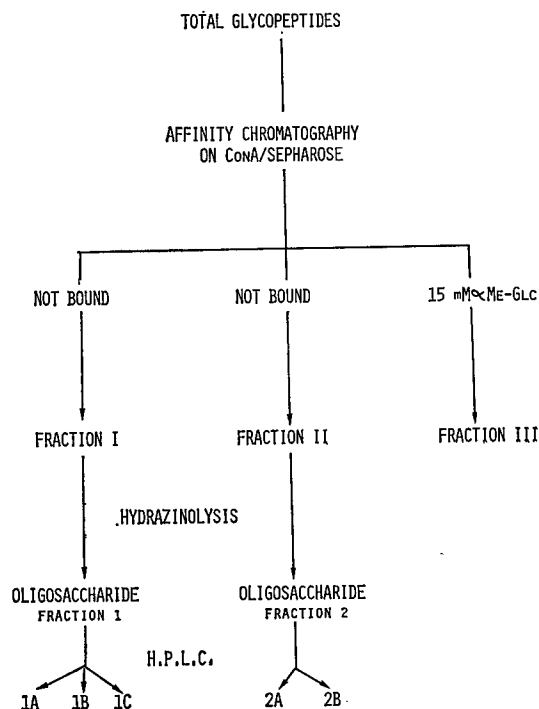 TOTAL GLYCOPEPTIDES
AFFINITY CHROMATOGRAPHY
ON CONA/SEPHAROSE
NOT BOUND
NOT BOUND
15 mM∝ME-GLC
FRACTION I
FRACTION II
FRACTION III
.HYDRAZINOLYSIS
OLIGOSACCHARIDE
FRACTION 1
OLIGOSACCHARIDE
FRACTION 2
H.P.L.C.
1A
1B
1C
2A
2B